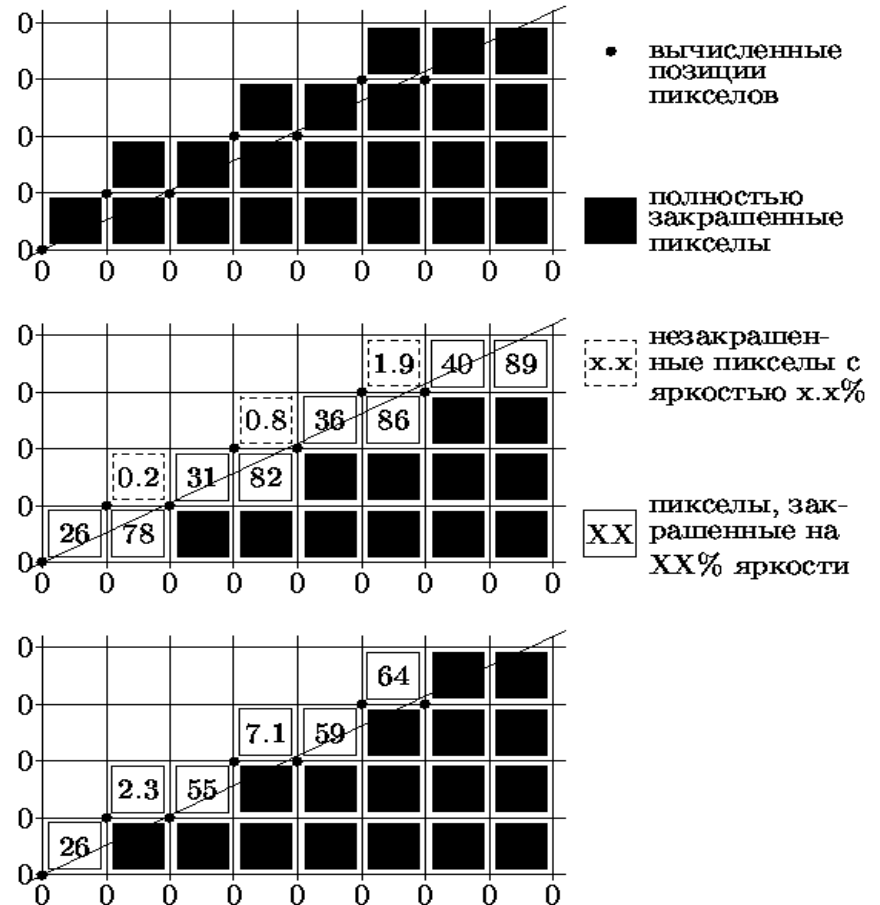 0
вычисленные
0
позиции
пикселов
0
0
полностью
закрашенные
0
пикселы
0 0 0 0 0 0 0 0 0
0
незакрашен-
1.9 40 89
x.x
ные пикселы с
0
яркостью x.x%
0.8 36 86
0
0.2 31 82
0
пикселы, зак-
26 78
XX
рашенные на
0
XX% яркости
0 0 0 0 0 0 0 0 0
0
64
0
7.1 59
0
2.3 55
0
26
0
0 0 0 0 0 0 0 0 0